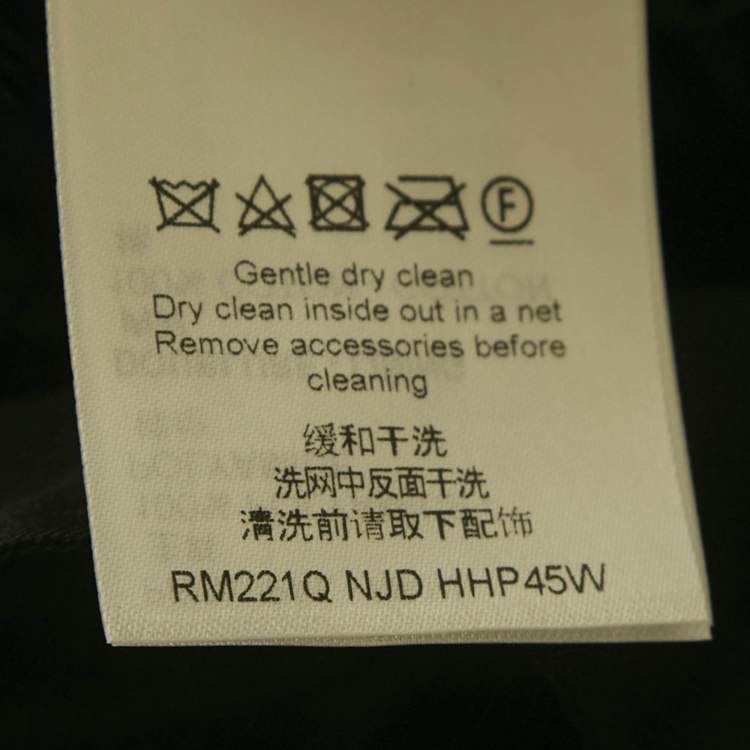 F
Gentle dry clean
Dry clean inside out in a net
Remove accessories before
cleaning
缓和干洗
洗网中反面干洗
清洗前请取下配饰
RM221Q NJD HHP45W